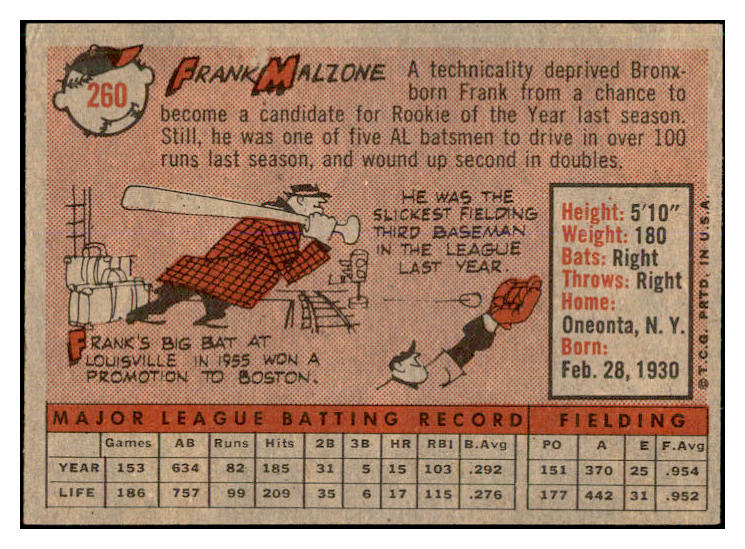 260
FRANK MALZONE
A technicality deprived Bronx-
born Frank from a chance to
become a candidate for Rookie of the Year last season.
Still, he was one of five AL batsmen to drive in over 100
runs last season, and wound up second in doubles.
HE WAS THE
SLICKEST FIELDING
THIRD BASEMAN
IN THE LEAGUE
LAST YEAR.
FRANK'S BIG BAT AT
LOUISVILLE IN 1955 WON A
PROMOTION TO BOSTON.
Height: 5'10"
Weight: 180
Bats: Right
Throws: Right
Home:
Oneonta, N. Y.
Born:
Feb. 28, 1930
© T.C.G. PRTD. IN U.S.A.
MAJOR LEAGUE BATTING RECORD FIELDING
Games AB Runs Hits 2B 3B HR RBI B.Avg PO A E F.Avg
YEAR 153 634 82 185 31 5 15 103 .292 151 370 25 .954
LIFE 186 757 99 209 35 6 17 115 .276 177 442 31 .952